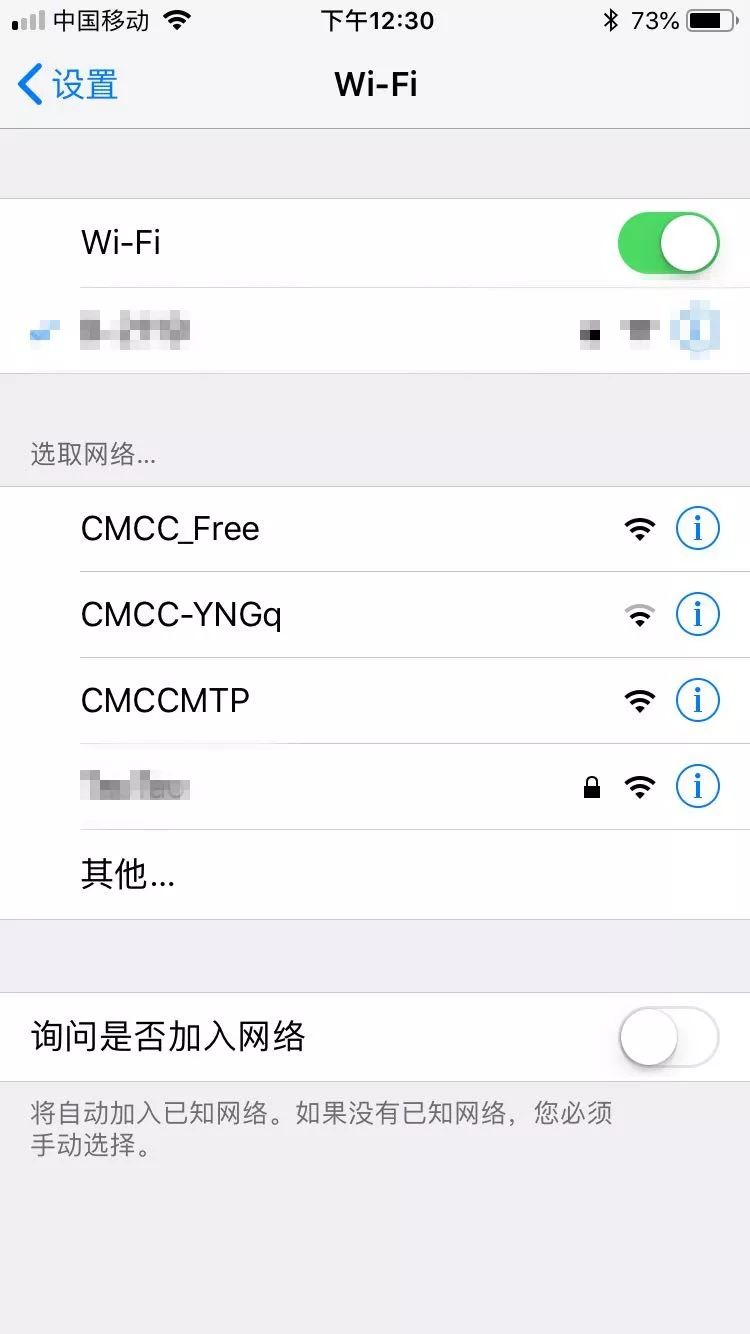 中国移动 下午12:30 73%
设置 Wi-Fi
Wi-Fi
选取网络...
CMCC_Free
CMCC-YNGq
CMCCMTP
其他...
询问是否加入网络
将自动加入已知网络。如果没有已知网络，您必须
手动选择。